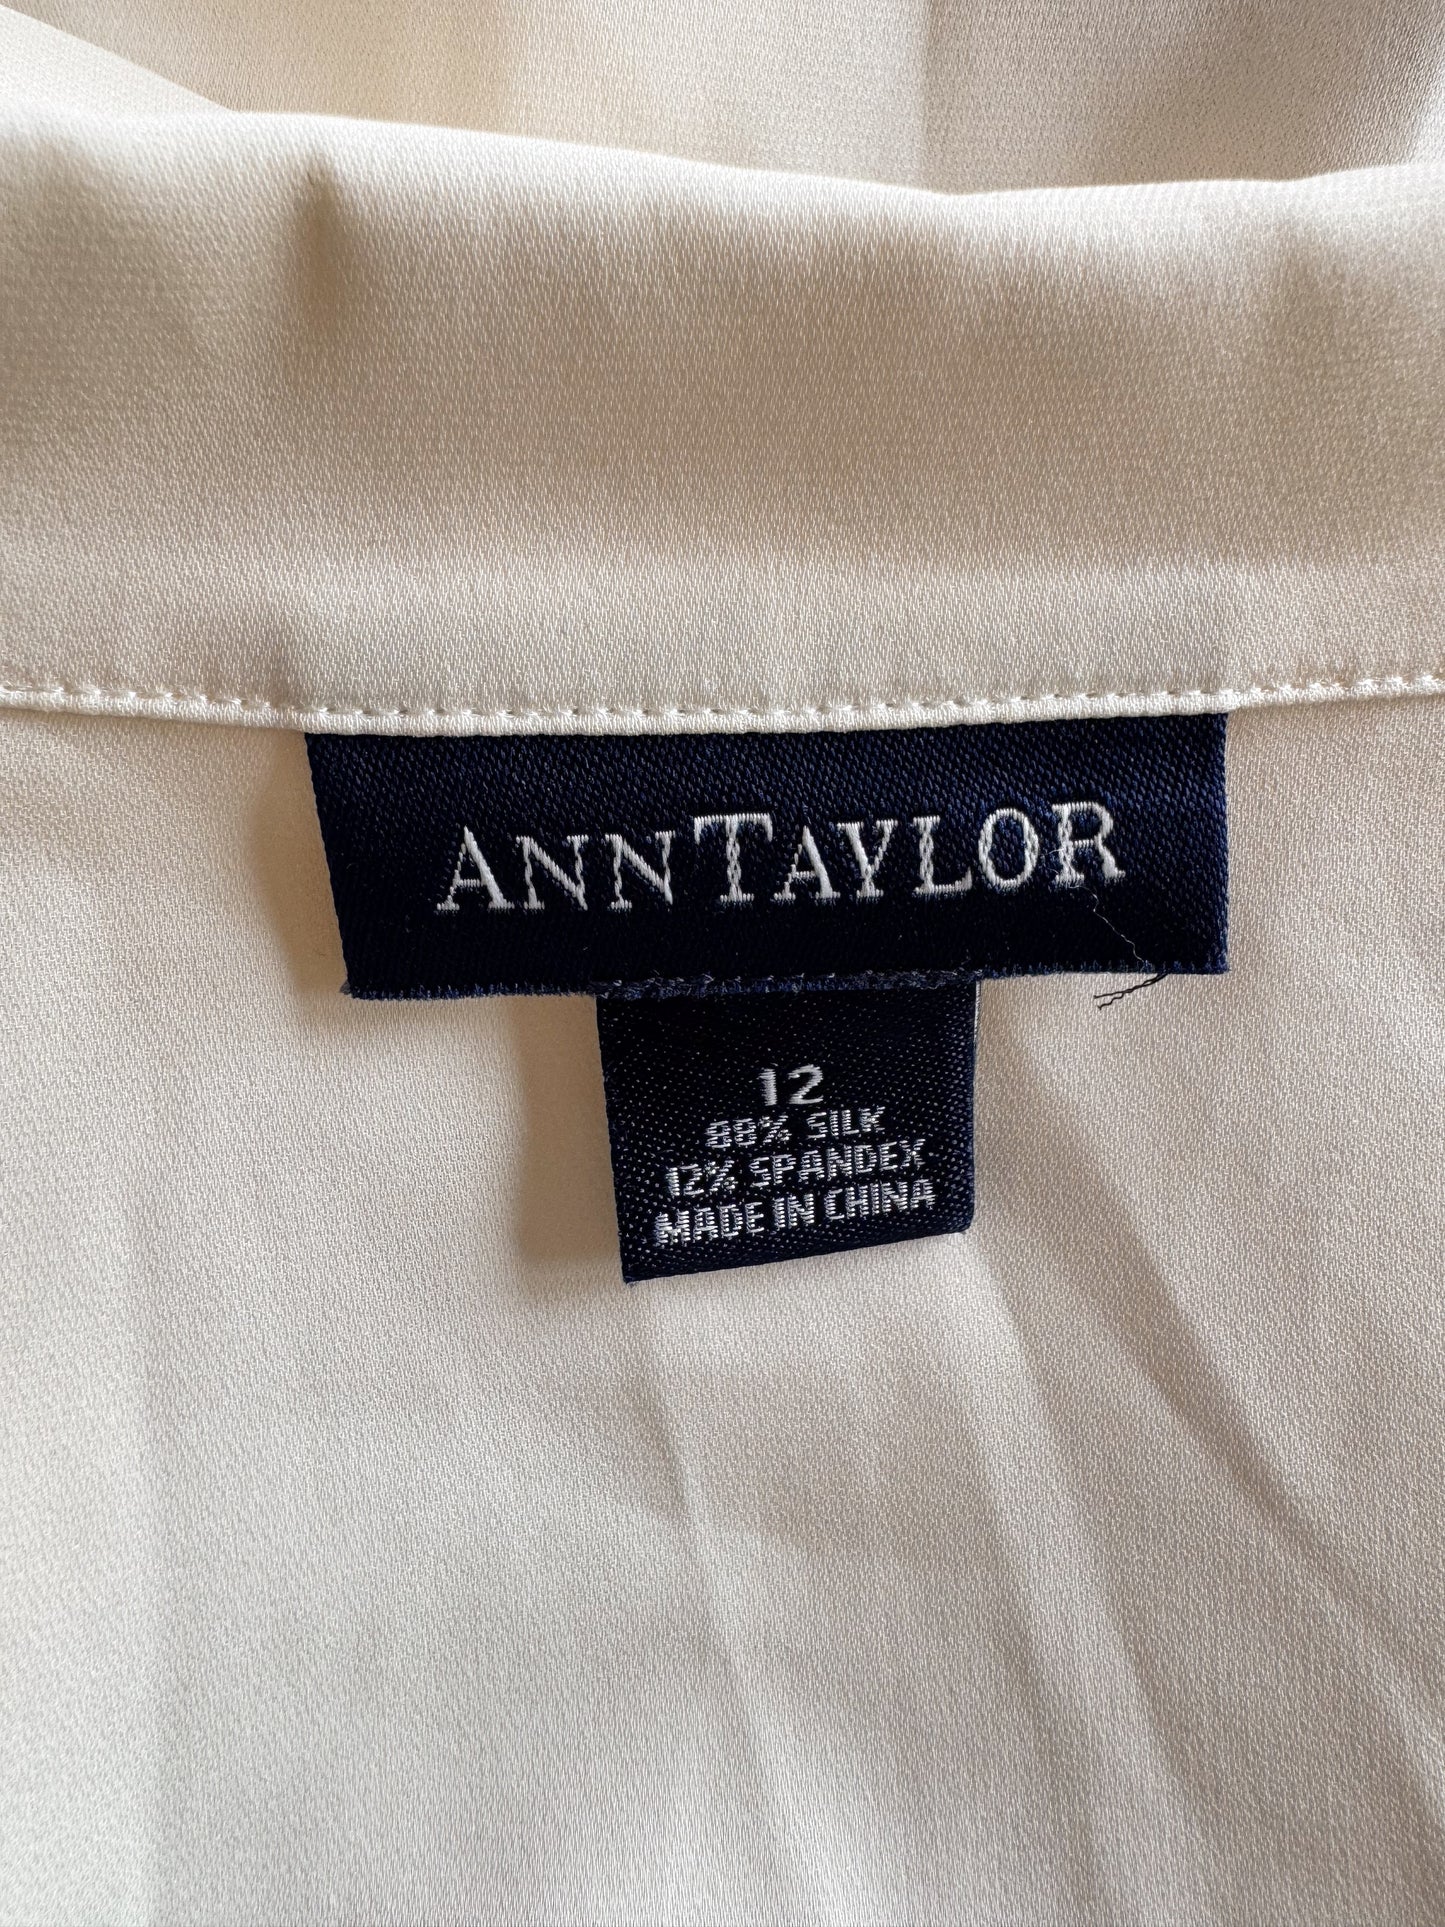 ANNTAYLOR
12
88% SILK
12% SPANDEX
MADE IN CHINA